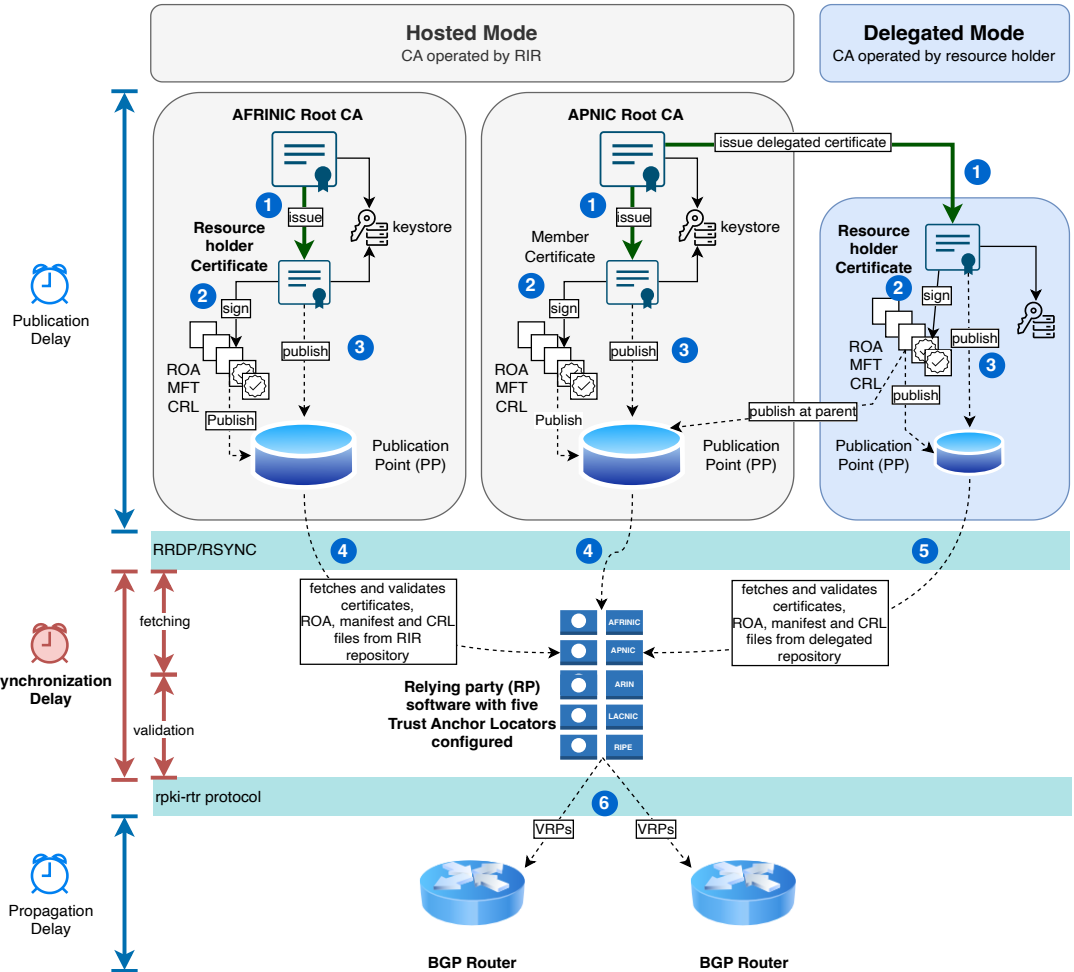 Hosted Mode
CA operated by RIR
Delegated Mode
CA operated by resource holder
AFRINIC Root CA
APNIC Root CA
issue delegated certificate
1
1
1
issue
issue
keystore
keystore
Resource
holder
Certificate
Member
Certificate
Resource
holder
Certificate
2
2
2
sign
sign
sign
3
3
3
publish
publish
publish
ROA
MFT
CRL
ROA
MFT
CRL
ROA
MFT
CRL
Publish
Publish
publish
publish at parent
Publication
Point (PP)
Publication
Point (PP)
Publication
Point (PP)
Publication
Delay
RRDP/RSYNC
4
4
5
fetching
validation
ynchronization
Delay
fetches and validates
certificates,
ROA, manifest and CRL
files from RIR
repository
fetches and validates
certificates,
ROA, manifest and CRL
files from delegated
repository
AFRINIC
APNIC
ARIN
LACNIC
RIPE
Relying party (RP)
software with five
Trust Anchor Locators
configured
rpki-rtr protocol
6
VRPs
VRPs
Propagation
Delay
BGP Router
BGP Router